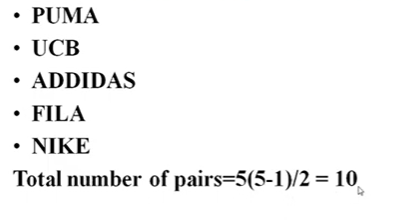 • PUMA
• UCB
• ADDIDAS
• FILA
• NIKE
Total number of pairs=5(5-1)/2 = 10